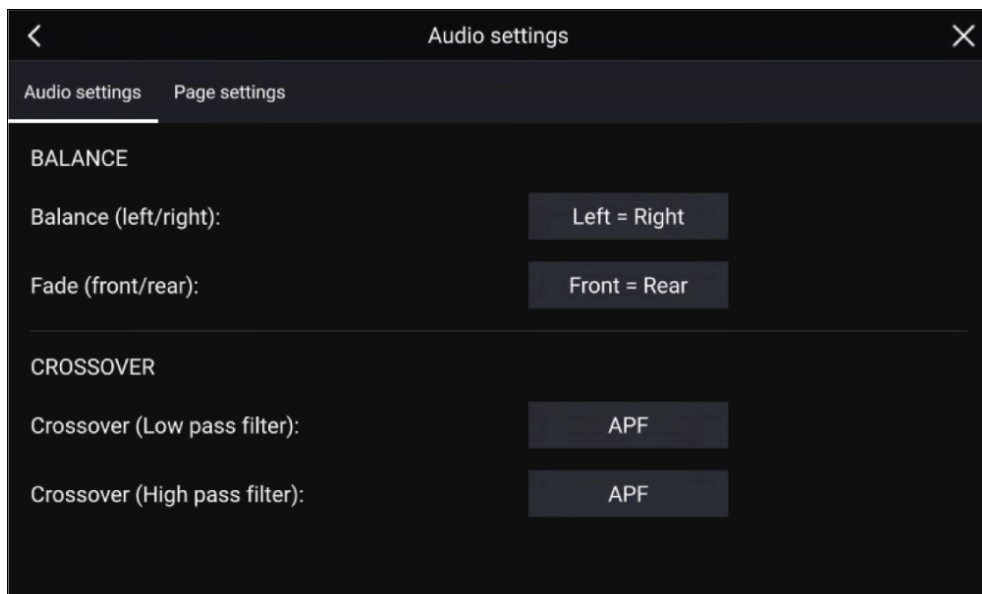 Audio settings
Audio settings Page settings
BALANCE
Balance (left/right): Left = Right
Fade (front/rear): Front = Rear
CROSSOVER
Crossover (Low pass filter): APF
Crossover (High pass filter): APF